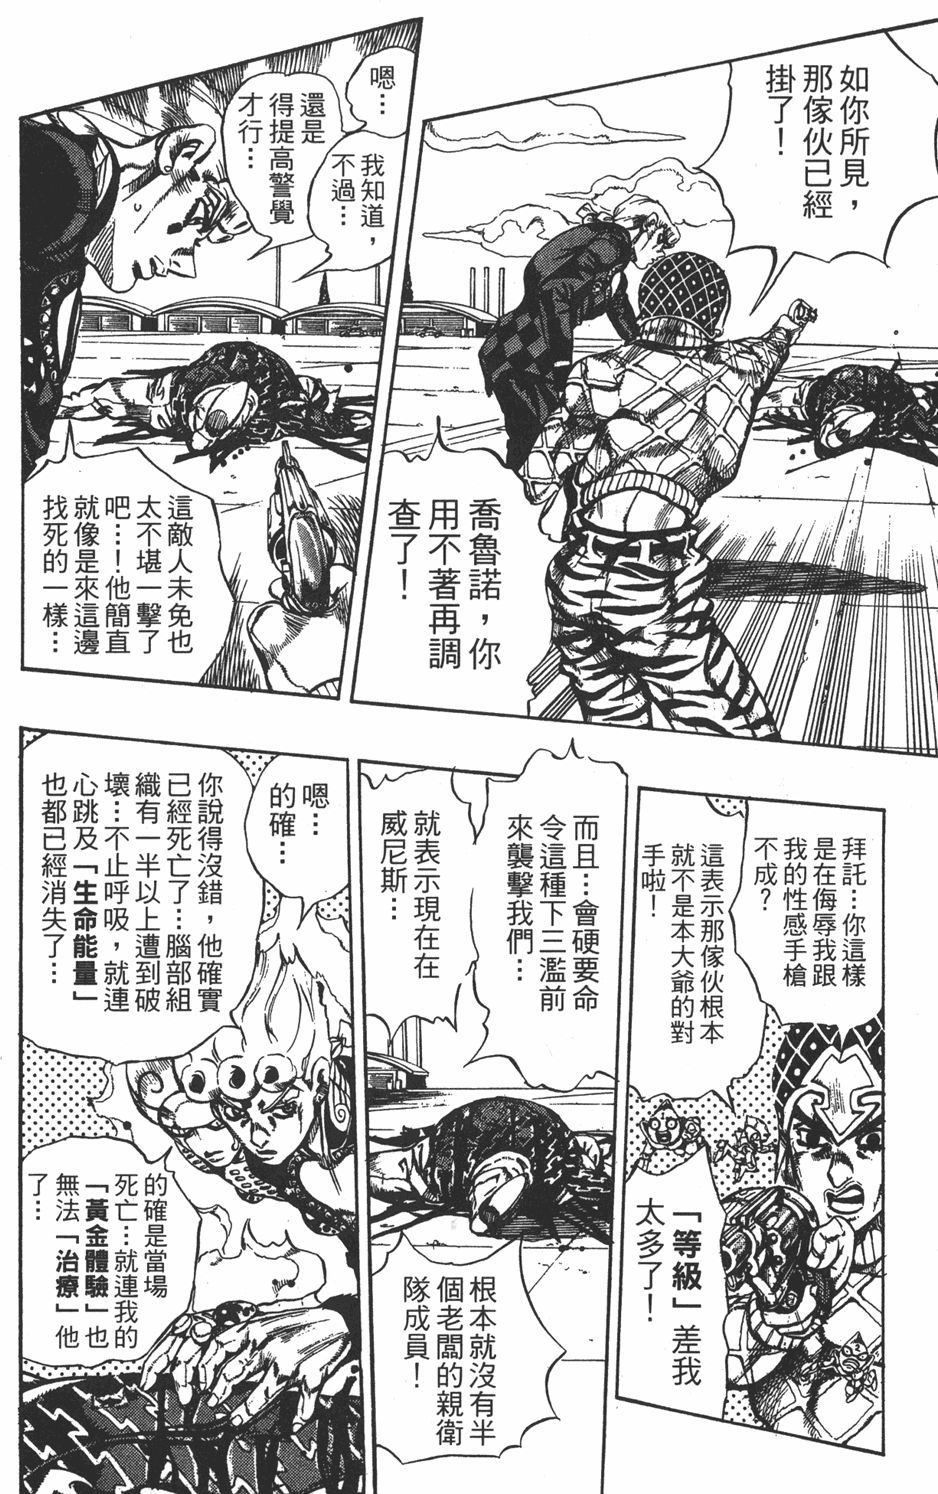 如你所見，
那傢伙已經
掛了！
喬魯諾，你
用不著再調
查了！
嗯…
我知道，
不過…
還是
得提高警覺
才行…
這敵人未免也
太不堪一擊了
吧…！他簡直
就像是來這邊
找死的一樣…
拜託…你這樣
是在侮辱我跟
我的性感手槍
不成？
這表示那傢伙根本
就不是本大爺的對
手啦！
「等級」差我
太多了！
而且…會硬要命
令這種下三濫前
來襲擊我們…
就表示現在在
威尼斯…
根本就沒有半
個老闆的親衛
隊成員！
嗯…
的確…
你說得沒錯，他確實
已經死亡了…腦部組
織有一半以上遭到破
壞…不止呼吸，就連
心跳及「生命能量」
也都已經消失了…
的確是當場
死亡…就連我的
「黃金體驗」也
無法「治療」他
了…